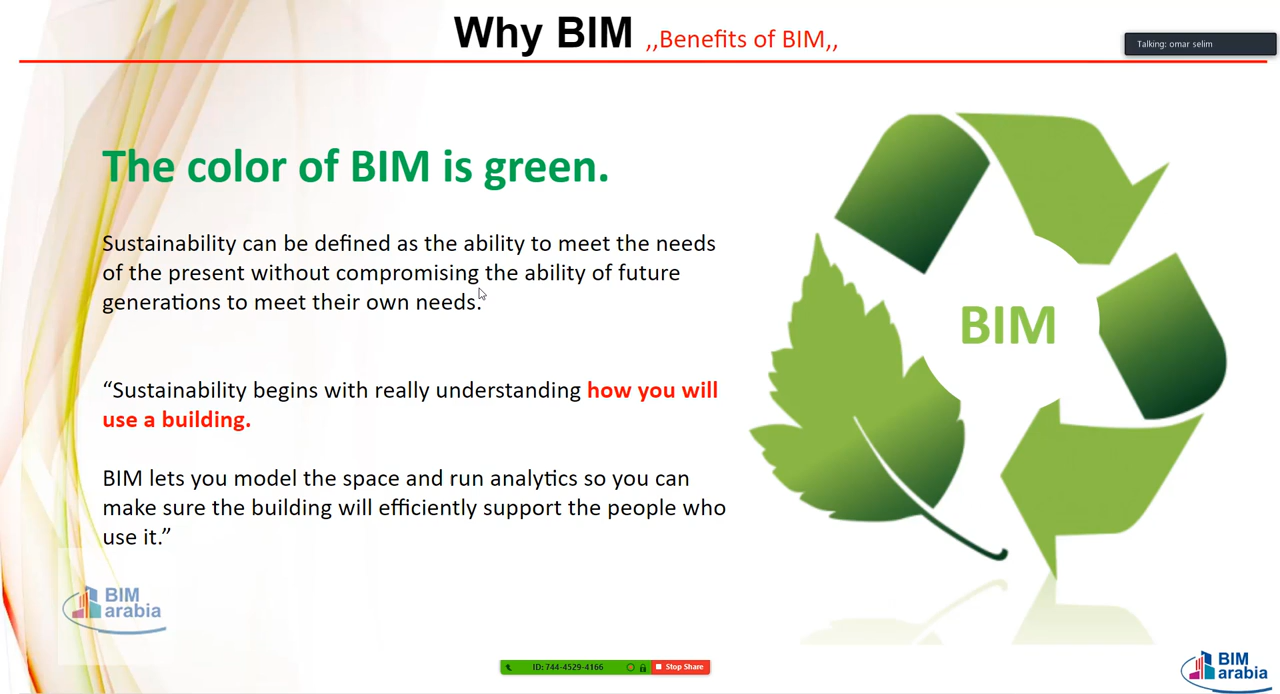 Why BIM ,,Benefits of BIM,,
Talking: omar selim
The color of BIM is green.
Sustainability can be defined as the ability to meet the needs
of the present without compromising the ability of future
generations to meet their own needs.
“Sustainability begins with really understanding how you will
use a building.
BIM lets you model the space and run analytics so you can
make sure the building will efficiently support the people who
use it.”
BIM
BIM
arabia
ID: 744-4529-4166
Stop Share
BIM
arabia